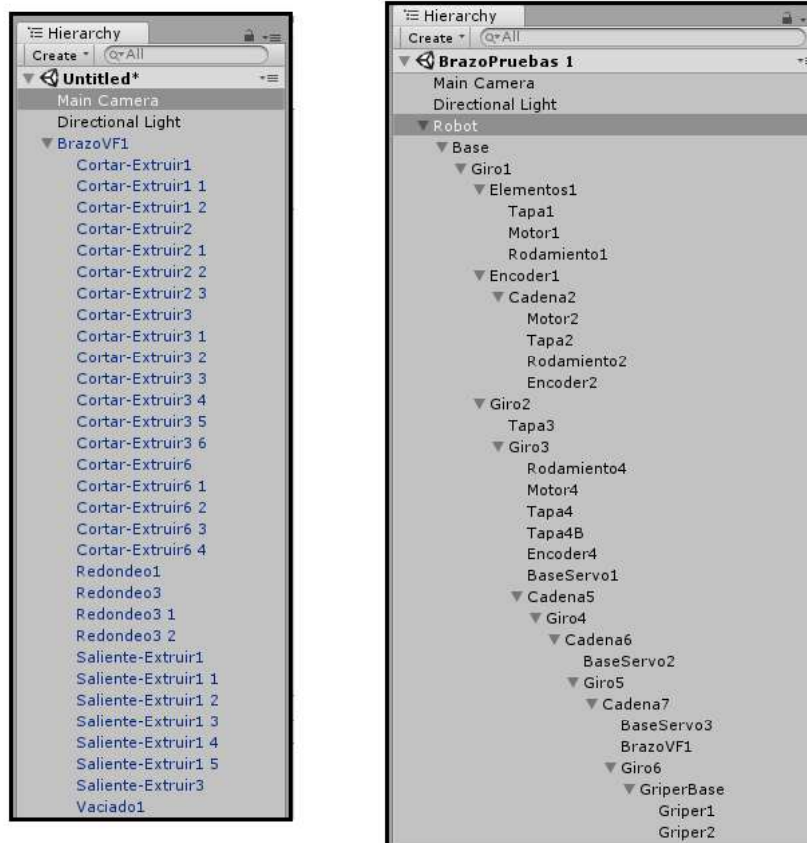 Hierarchy
Create All
Untitled*
Main Camera
Directional Light
BrazoVF1
Cortar-Extruir1
Cortar-Extruir1 1
Cortar-Extruir1 2
Cortar-Extruir2
Cortar-Extruir2 1
Cortar-Extruir2 2
Cortar-Extruir2 3
Cortar-Extruir3
Cortar-Extruir3 1
Cortar-Extruir3 2
Cortar-Extruir3 3
Cortar-Extruir3 4
Cortar-Extruir3 5
Cortar-Extruir3 6
Cortar-Extruir6
Cortar-Extruir6 1
Cortar-Extruir6 2
Cortar-Extruir6 3
Cortar-Extruir6 4
Redondeo1
Redondeo3
Redondeo3 1
Redondeo3 2
Saliente-Extruir1
Saliente-Extruir1 1
Saliente-Extruir1 2
Saliente-Extruir1 3
Saliente-Extruir1 4
Saliente-Extruir1 5
Saliente-Extruir3
Vaciado1
Hierarchy
Create All
BrazoPruebas 1
Main Camera
Directional Light
Robot
Base
Giro1
Elementos1
Tapa1
Motor1
Rodamiento1
Encoder1
Cadena2
Motor2
Tapa2
Rodamiento2
Encoder2
Giro2
Tapa3
Giro3
Rodamiento4
Motor4
Tapa4
Tapa4B
Encoder4
BaseServo1
Cadena5
Giro4
Cadena6
BaseServo2
Giro5
Cadena7
BaseServo3
BrazoVF1
Giro6
GriperBase
Griper1
Griper2